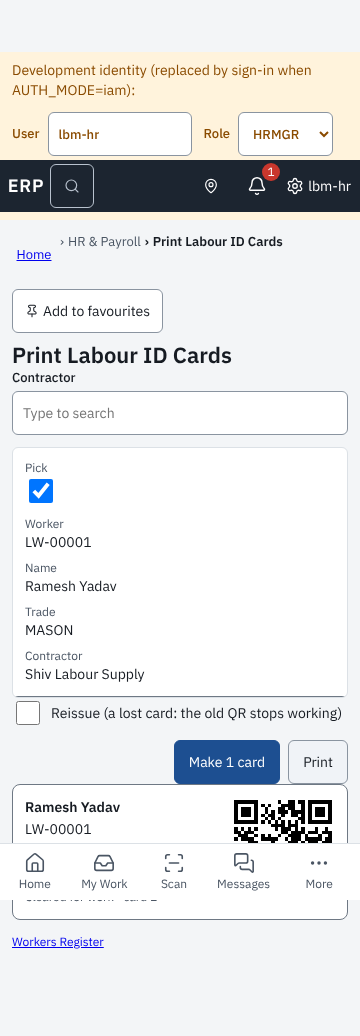 Development identity (replaced by sign-in when
AUTH_MODE=iam):
User lbm-hr Role HRMGR
ERP 1 lbm-hr
Home › HR & Payroll › Print Labour ID Cards
Add to favourites
Print Labour ID Cards
Contractor
Type to search
Pick
Worker
LW-00001
Name
Ramesh Yadav
Trade
MASON
Contractor
Shiv Labour Supply
Reissue (a lost card: the old QR stops working)
Make 1 card Print
Ramesh Yadav
LW-00001
Home My Work Scan Messages More
Workers Register